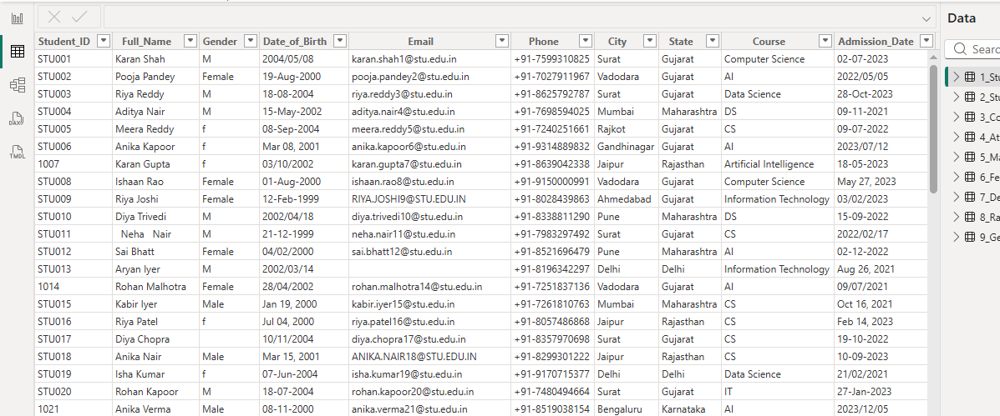 Data
Student_ID Full_Name Gender Date_of_Birth Email Phone City State Course Admission_Date
Searc
STU001 Karan Shah M 2004/05/08 karan.shah1@stu.edu.in +91-7599310825 Surat Gujarat Computer Science 02-07-2023
STU002 Pooja Pandey Female 19-Aug-2000 pooja.pandey2@stu.edu.in +91-7027911967 Vadodara Gujarat AI 2022/05/05
1_Stu
STU003 Riya Reddy M 18-08-2004 riya.reddy3@stu.edu.in +91-8625792787 Surat Gujarat Data Science 28-Oct-2023
2_Stu
STU004 Aditya Nair M 15-May-2002 aditya.nair4@stu.edu.in +91-7698594025 Mumbai Maharashtra DS 09-11-2021
3_Co
STU005 Meera Reddy f 08-Sep-2004 meera.reddy5@stu.edu.in +91-7240251661 Rajkot Gujarat CS 09-07-2022
4_At
STU006 Anika Kapoor f Mar 08, 2001 anika.kapoor6@stu.edu.in +91-9314889832 Gandhinagar Gujarat AI 2023/07/12
5_Ma
1007 Karan Gupta f 03/10/2002 karan.gupta7@stu.edu.in +91-8639042338 Jaipur Rajasthan Artificial Intelligence 18-05-2023
6_Fe
STU008 Ishaan Rao Female 01-Aug-2000 ishaan.rao8@stu.edu.in +91-9150000991 Vadodara Gujarat Computer Science May 27, 2023
7_De
STU009 Riya Joshi Female 12-Feb-1999 RIYA.JOSHI9@STU.EDU.IN +91-8028439863 Ahmedabad Gujarat Information Technology 03/02/2023
8_Ra
STU010 Diya Trivedi M 2002/04/18 diya.trivedi10@stu.edu.in +91-8338811290 Pune Maharashtra DS 15-09-2022
9_Ge
STU011 Neha Nair M 21-12-1999 neha.nair11@stu.edu.in +91-7983297492 Surat Gujarat CS 2022/02/17
STU012 Sai Bhatt Female 04/02/2000 sai.bhatt12@stu.edu.in +91-8521696479 Pune Maharashtra AI 02-12-2022
STU013 Aryan Iyer M 2002/03/14 +91-8196342297 Delhi Delhi Information Technology Aug 26, 2021
1014 Rohan Malhotra Female 28/04/2002 rohan.malhotra14@stu.edu.in +91-7251837136 Vadodara Gujarat AI 09/07/2021
STU015 Kabir Iyer Male Jan 19, 2000 kabir.iyer15@stu.edu.in +91-7261810763 Mumbai Maharashtra CS Oct 16, 2021
STU016 Riya Patel f Jul 04, 2000 riya.patel16@stu.edu.in +91-8057486868 Jaipur Rajasthan CS Feb 14, 2023
STU017 Diya Chopra 10/11/2004 diya.chopra17@stu.edu.in +91-8357970698 Surat Gujarat CS 19-10-2022
STU018 Anika Nair Male Mar 15, 2001 ANIKA.NAIR18@STU.EDU.IN +91-8299301222 Jaipur Rajasthan CS 10-09-2023
STU019 Isha Kumar f 07-Jun-2004 isha.kumar19@stu.edu.in +91-9170715377 Delhi Delhi Data Science 21/02/2021
STU020 Rohan Kapoor M 18-07-2004 rohan.kapoor20@stu.edu.in +91-7480494664 Surat Gujarat IT 27-Jan-2023
1021 Anika Verma Male 08-11-2000 anika.verma21@stu.edu.in +91-8519038154 Bengaluru Karnataka AI 2023/12/05
DAX
TMDL